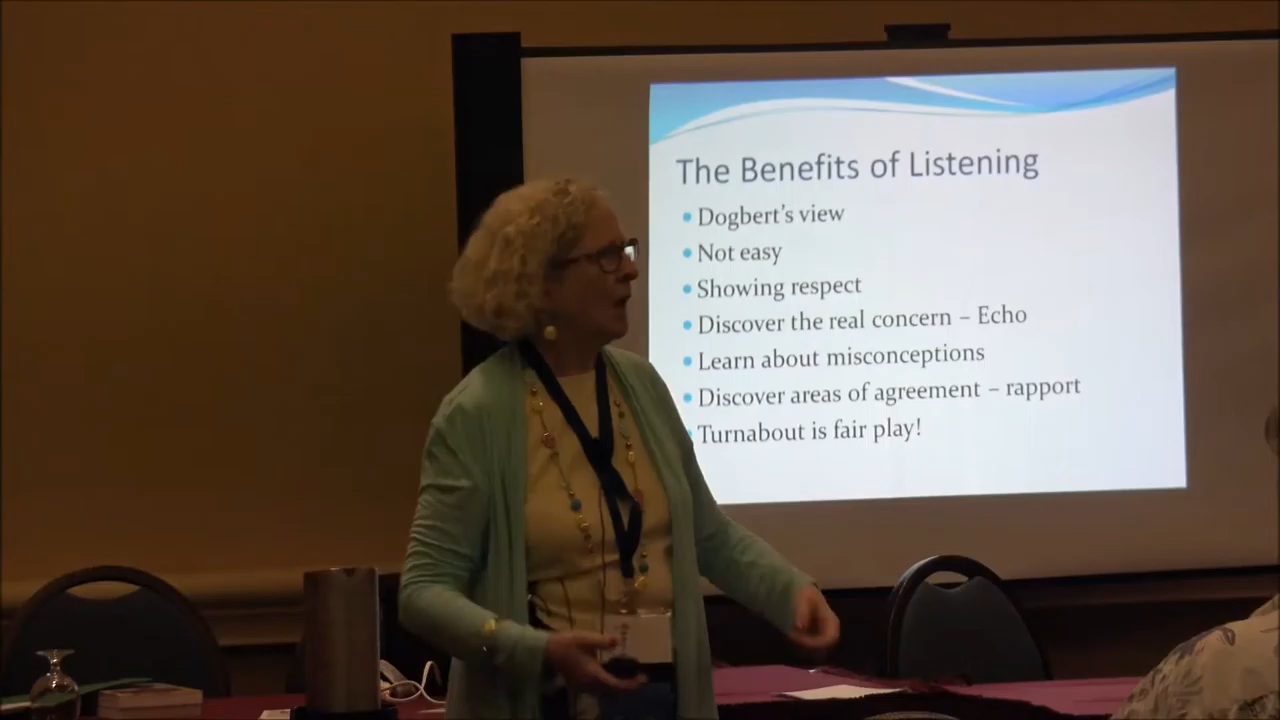 The Benefits of Listening
• Dogbert's view
• Not easy
• Showing respect
• Discover the real concern – Echo
• Learn about misconceptions
• Discover areas of agreement – rapport
• Turnabout is fair play!